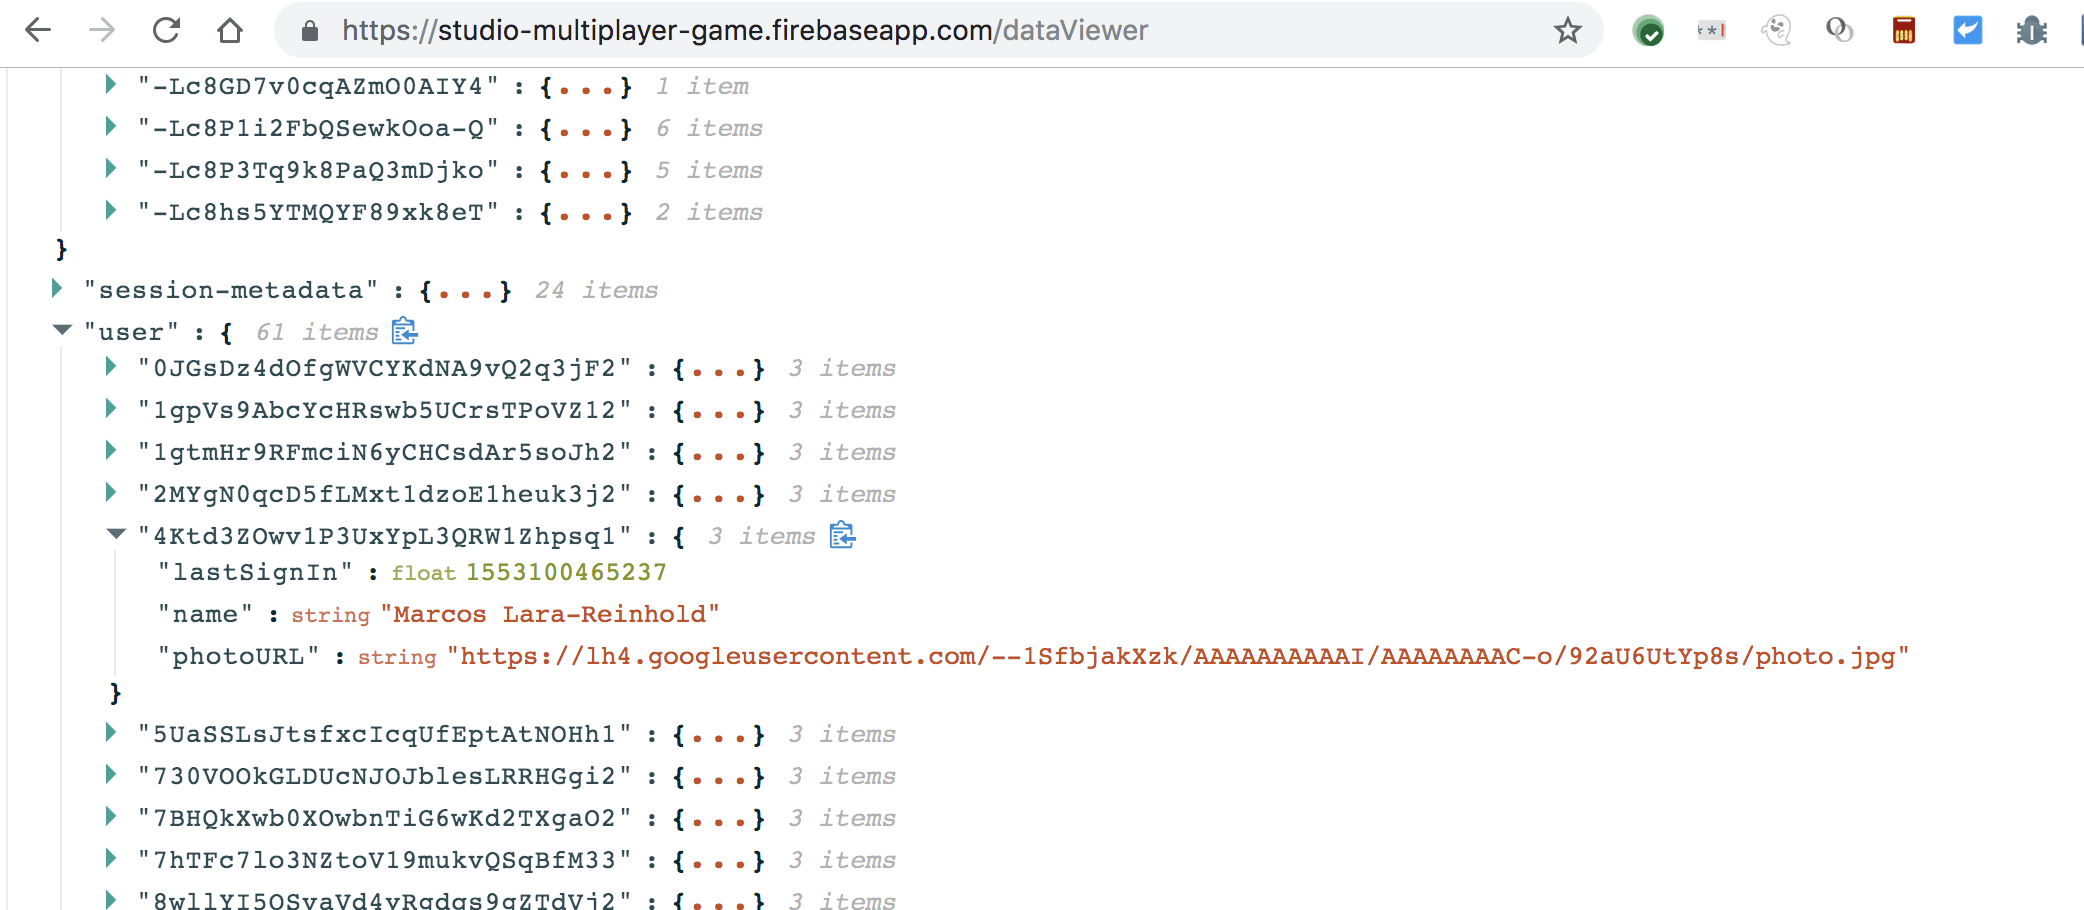 https://studio-multiplayer-game.firebaseapp.com/dataViewer
"-Lc8GD7v0cqAZmO0AIY4" : {...} 1 item
"-Lc8P1i2FbQSewkOoa-Q" : {...} 6 items
"-Lc8P3Tq9k8PaQ3mDjko" : {...} 5 items
"-Lc8hs5YTMQYF89xk8eT" : {...} 2 items
}
"session-metadata" : {...} 24 items
"user" : { 61 items
"0JGsDz4dOfgWVCYKdNA9vQ2q3jF2" : {...} 3 items
"1gpVs9AbcYcHRswb5UCrsTPoVZ12" : {...} 3 items
"1gtmHr9RFmciN6yCHCsdAr5soJh2" : {...} 3 items
"2MYgN0qcD5fLMxt1dzoE1heuk3j2" : {...} 3 items
"4Ktd3ZOwv1P3UxYpL3QRW1Zhpsq1" : { 3 items
"lastSignIn" : float 1553100465237
"name" : string "Marcos Lara-Reinhold"
"photoURL" : string "https://lh4.googleusercontent.com/--1SfbjakXzk/AAAAAAAAAAI/AAAAAAAAC-o/92aU6UtYp8s/photo.jpg"
}
"5UaSSLsJtsfxcIcqUfEptAtNOHh1" : {...} 3 items
"730VOOkGLDUcNJOJblesLRRHGgi2" : {...} 3 items
"7BHQkXwb0XOwbnTiG6wKd2TXgaO2" : {...} 3 items
"7hTFc7lo3NZtoV19mukvQSqBfM33" : {...} 3 items
{...} 3 items